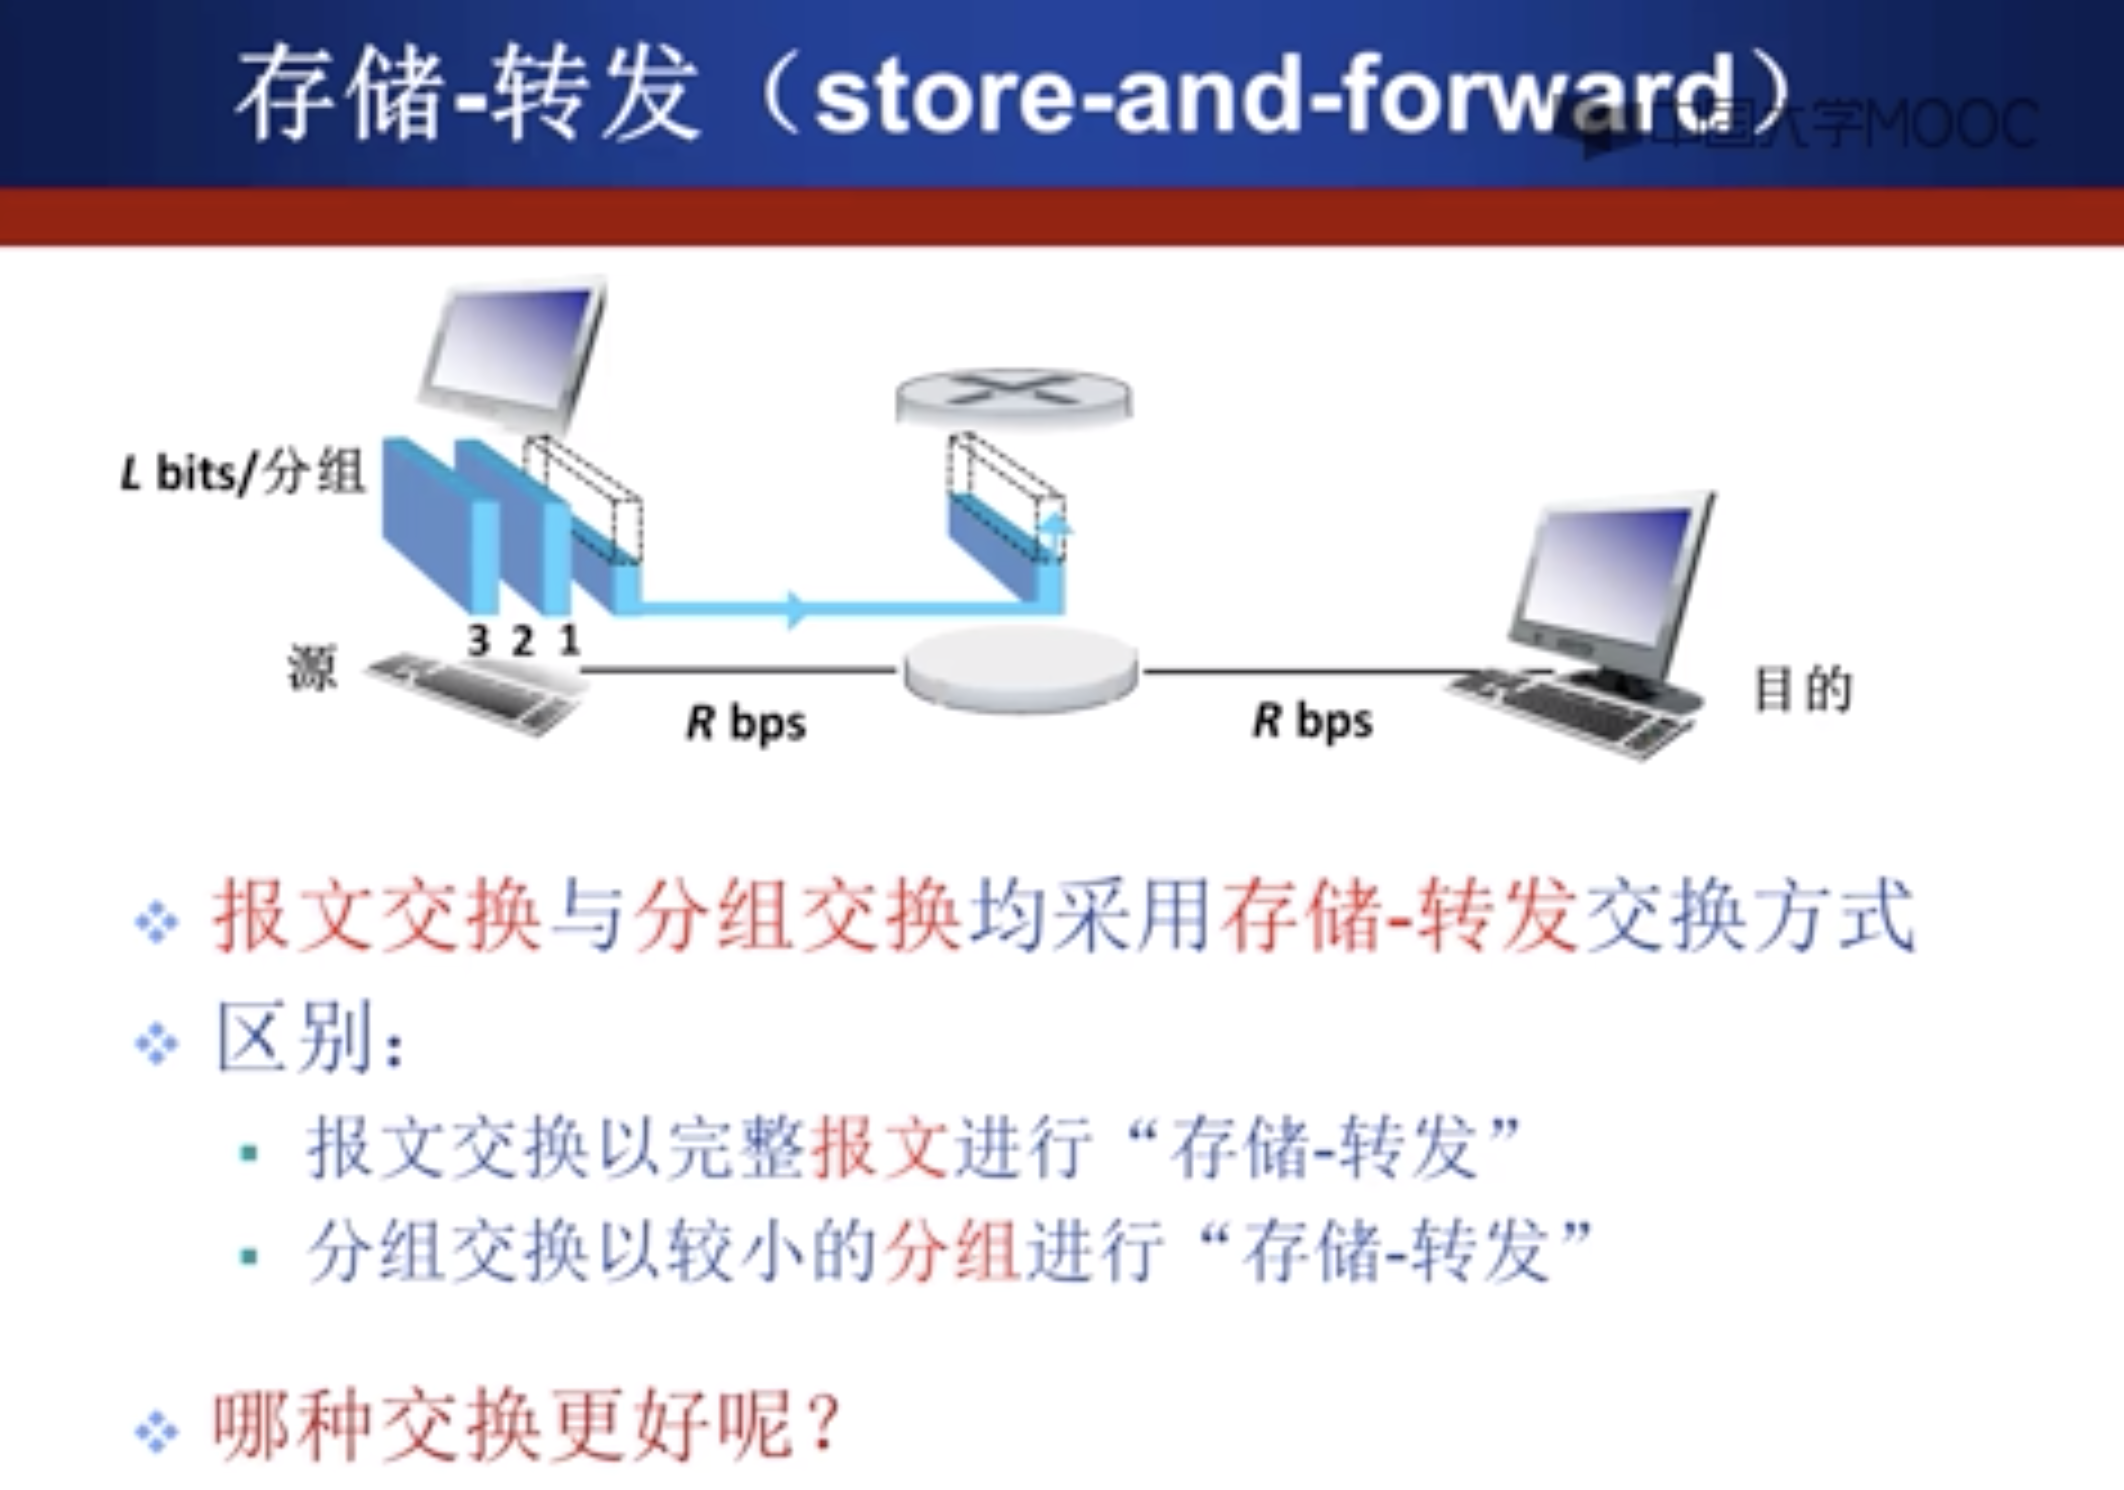 存储-转发（store-and-forward）
中国大学MOOC
L bits/分组
3 2 1
源
目的
R bps
R bps
报文交换与分组交换均采用存储-转发交换方式
区别：
报文交换以完整报文进行“存储-转发”
分组交换以较小的分组进行“存储-转发”
哪种交换更好呢？